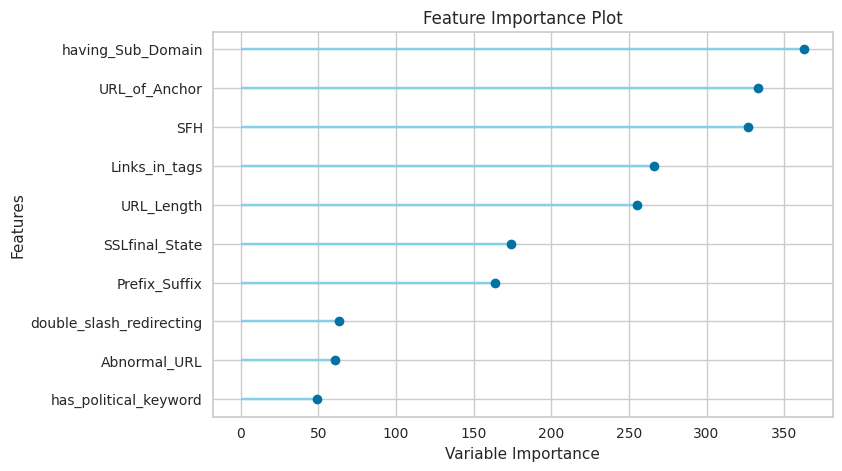 Feature Importance Plot
having_Sub_Domain
URL_of_Anchor
SFH
Links_in_tags
URL_Length
SSLfinal_State
Prefix_Suffix
double_slash_redirecting
Abnormal_URL
has_political_keyword
Features
0 50 100 150 200 250 300 350
Variable Importance